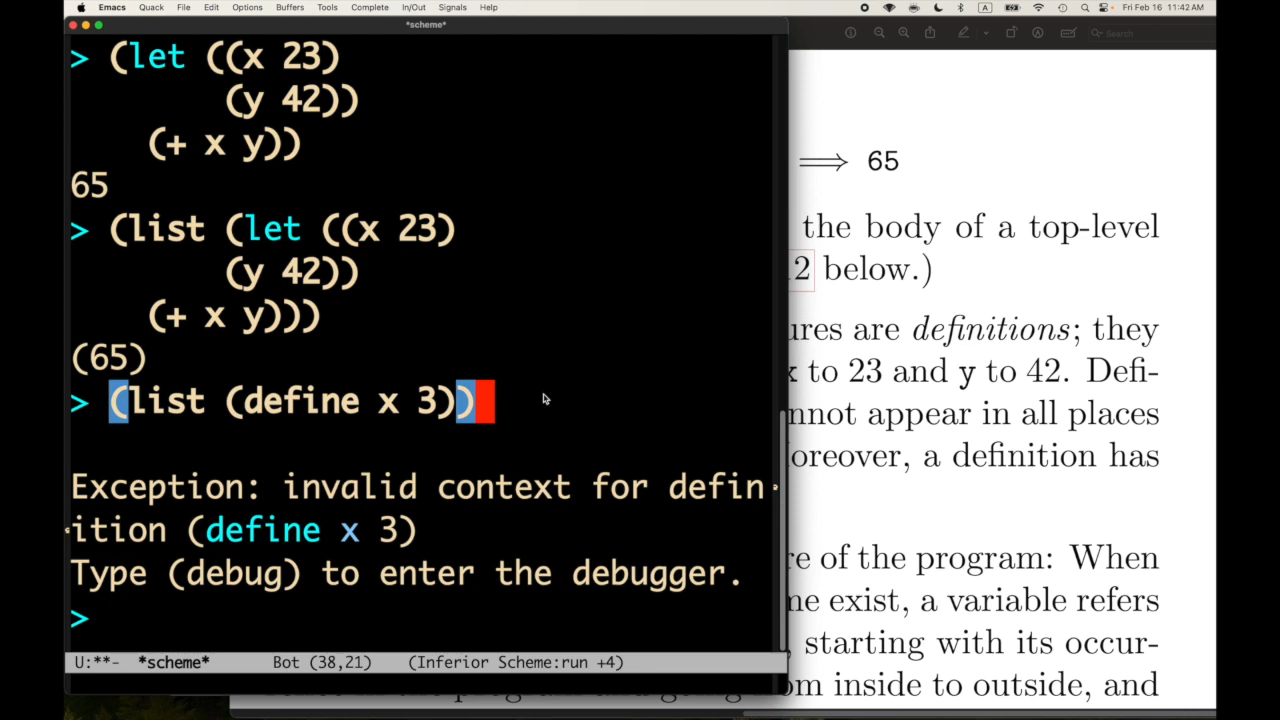 Emacs Quack File Edit Options Buffers Tools Complete In/Out Signals Help
A Fri Feb 16 11:42 AM
*scheme*
Search
> (let ((x 23)
(y 42))
(+ x y))
65
> (list (let ((x 23)
(y 42))
(+ x y)))
(65)
> (list (define x 3))
Exception: invalid context for defin
ition (define x 3)
Type (debug) to enter the debugger.
>
U:**- *scheme* Bot (38,21) (Inferior Scheme:run +4)
⟹ 65
the body of a top-level
2 below.)
ures are definitions; they
x to 23 and y to 42. Defi-
nnot appear in all places
oreover, a definition has
re of the program: When
me exist, a variable refers
, starting with its occur-
om inside to outside, and